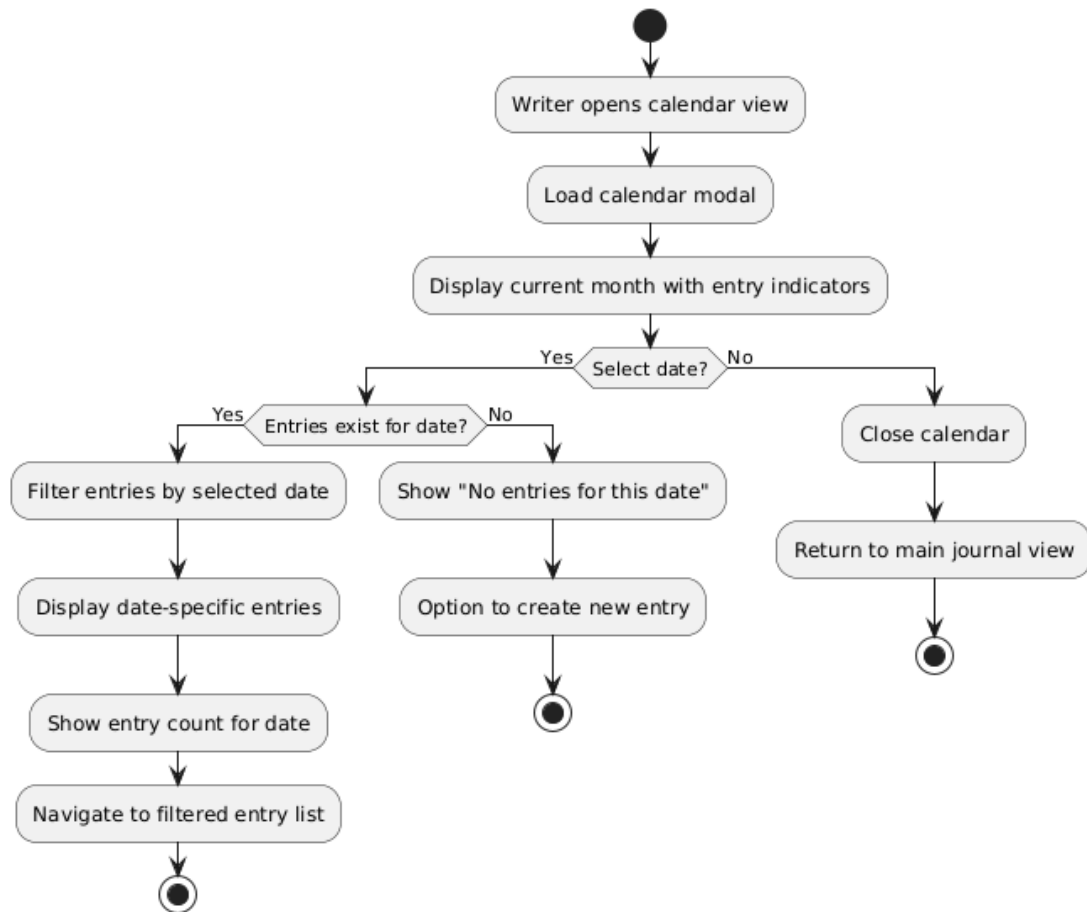 Writer opens calendar view
Load calendar modal
Display current month with entry indicators
Yes
Select date?
No
Yes
Entries exist for date?
No
Close calendar
Filter entries by selected date
Show "No entries for this date"
Return to main journal view
Display date-specific entries
Option to create new entry
Show entry count for date
Navigate to filtered entry list